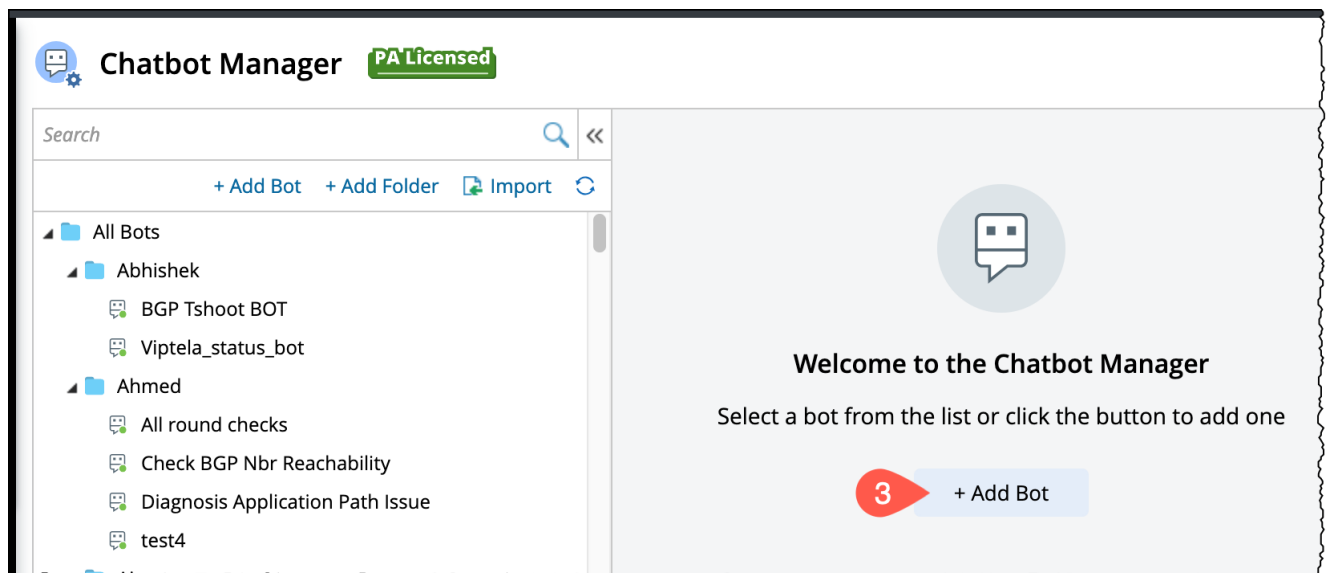 Chatbot Manager
PA Licensed
Search
+ Add Bot + Add Folder Import
All Bots
Abhishek
BGP Tshoot BOT
Viptela_status_bot
Ahmed
All round checks
Check BGP Nbr Reachability
Diagnosis Application Path Issue
test4
Welcome to the Chatbot Manager
Select a bot from the list or click the button to add one
3
+ Add Bot